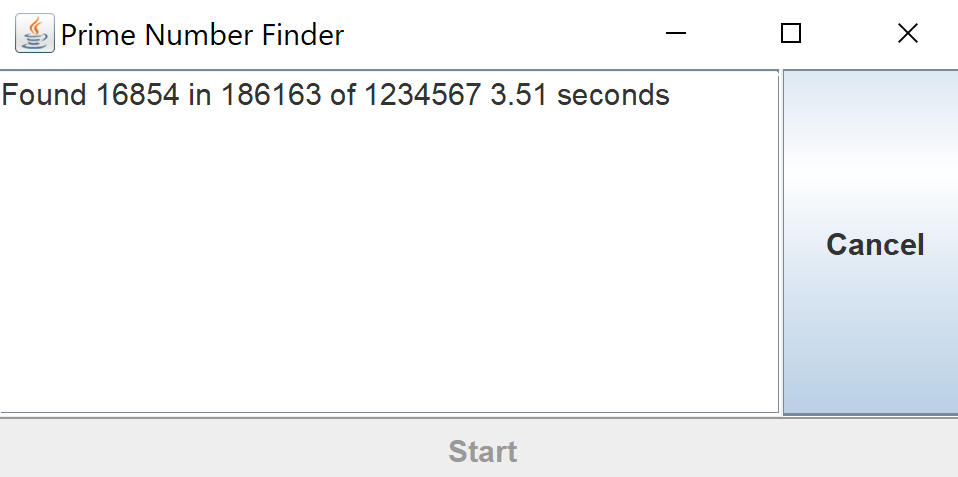 Prime Number Finder
Found 16854 in 186163 of 1234567 3.51 seconds
Cancel
Start